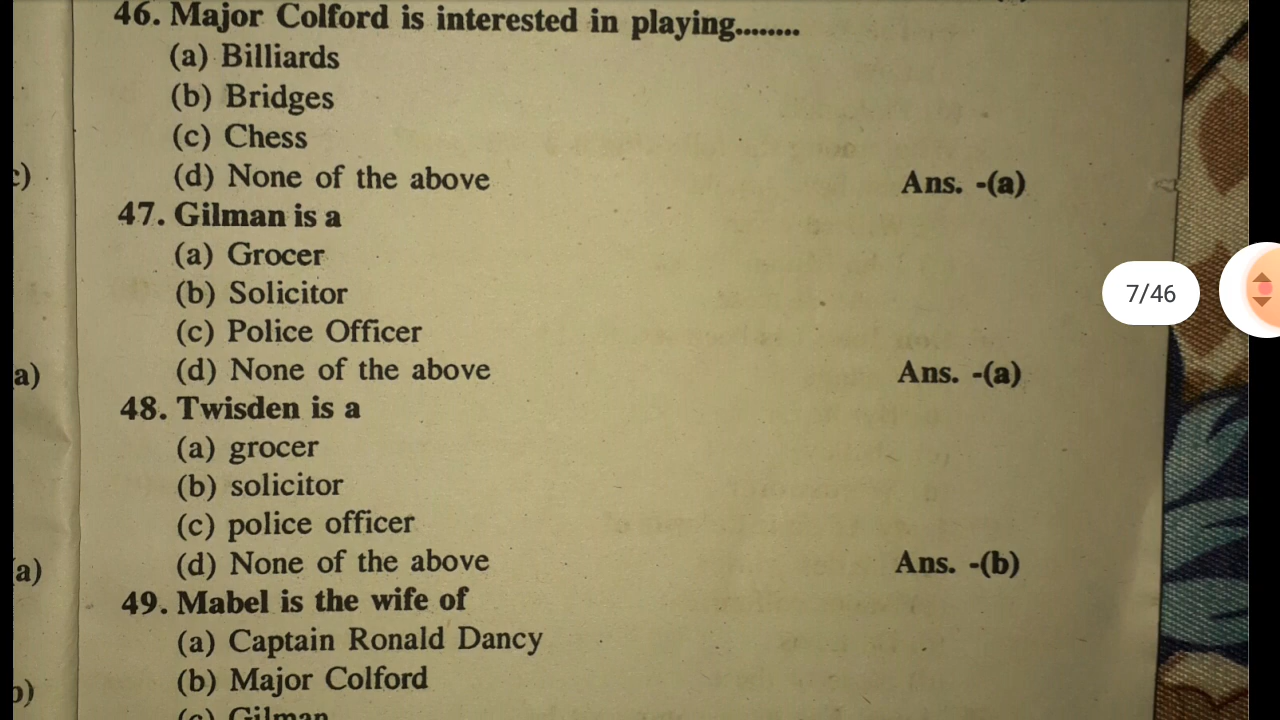 46. Major Colford is interested in playing........
(a) Billiards
(b) Bridges
(c) Chess
(d) None of the above Ans. -(a)
47. Gilman is a
(a) Grocer
(b) Solicitor
(c) Police Officer
(d) None of the above Ans. -(a)
48. Twisden is a
(a) grocer
(b) solicitor
(c) police officer
(d) None of the above Ans. -(b)
49. Mabel is the wife of
(a) Captain Ronald Dancy
(b) Major Colford
(c) Gilman
a)
a)
7/46